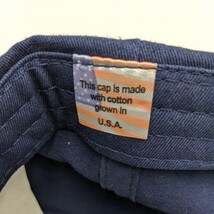 This cap is made
with cotton
grown in
U.S.A.